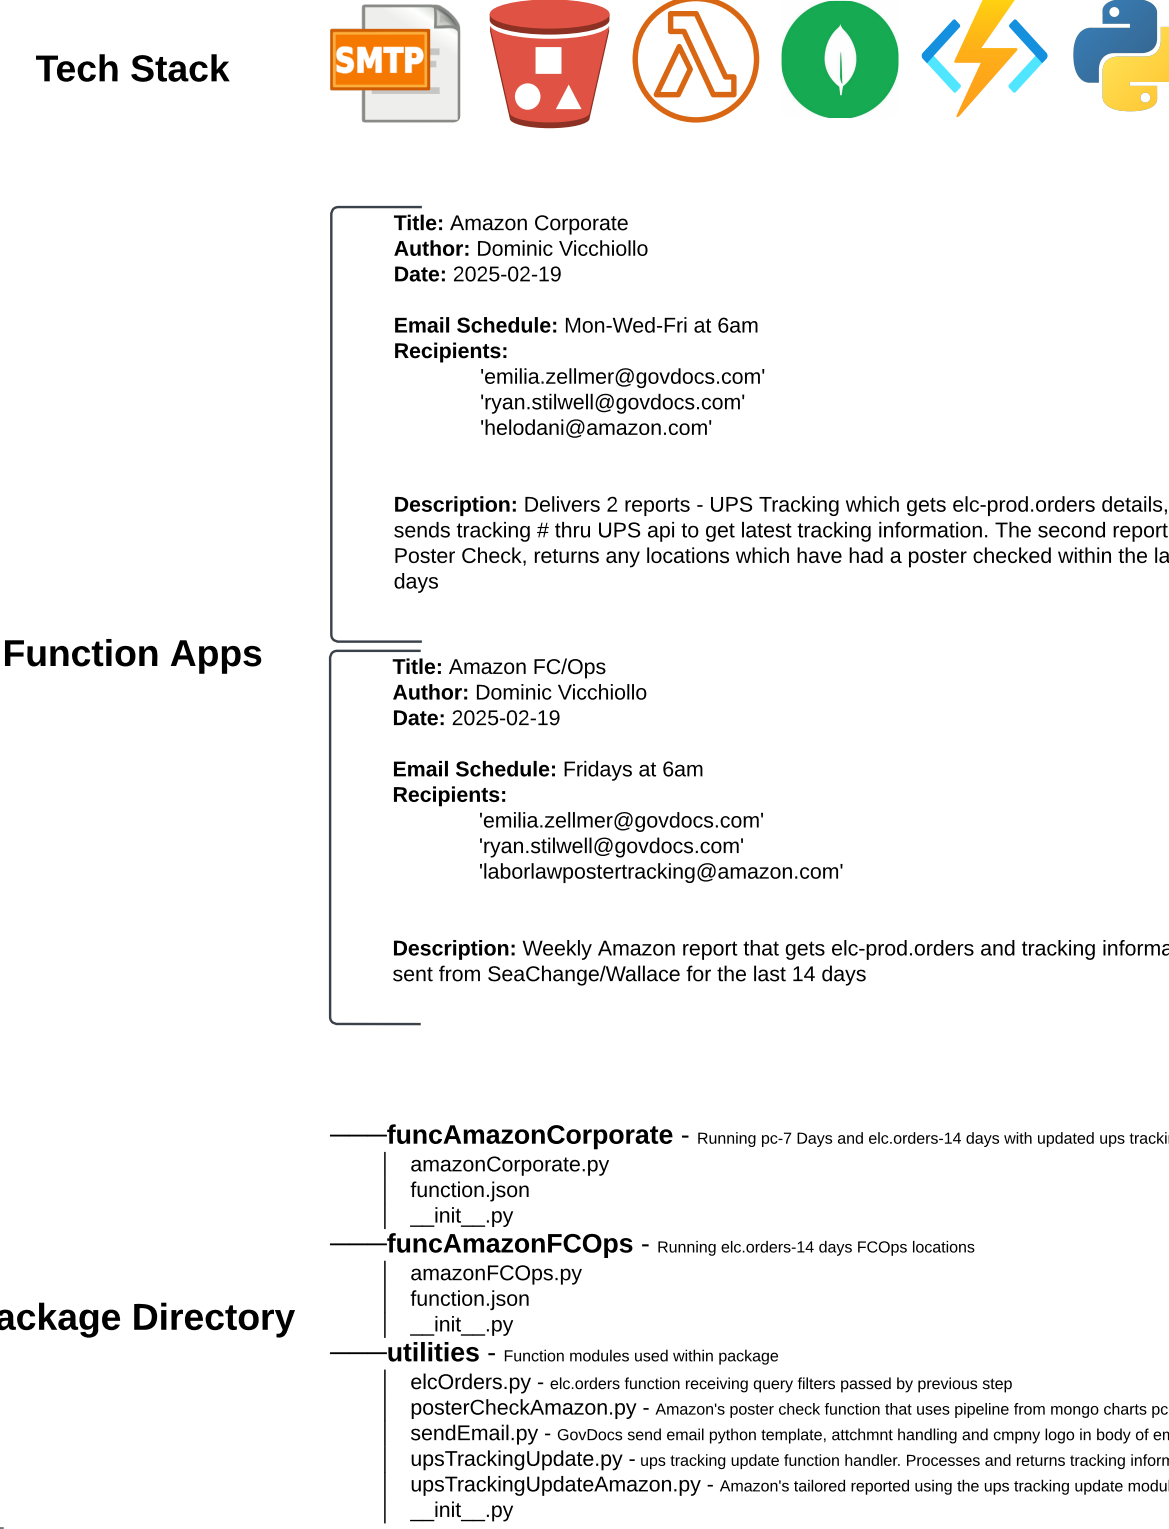 Tech Stack
SMTP
Title: Amazon Corporate
Author: Dominic Vicchiollo
Date: 2025-02-19
Email Schedule: Mon-Wed-Fri at 6am
Recipients:
'emilia.zellmer@govdocs.com'
'ryan.stilwell@govdocs.com'
'helodani@amazon.com'
Description: Delivers 2 reports - UPS Tracking which gets elc-prod.orders details,
sends tracking # thru UPS api to get latest tracking information. The second report
Poster Check, returns any locations which have had a poster checked within the la
days
Function Apps
Title: Amazon FC/Ops
Author: Dominic Vicchiollo
Date: 2025-02-19
Email Schedule: Fridays at 6am
Recipients:
'emilia.zellmer@govdocs.com'
'ryan.stilwell@govdocs.com'
'laborlawpostertracking@amazon.com'
Description: Weekly Amazon report that gets elc-prod.orders and tracking informa
sent from SeaChange/Wallace for the last 14 days
funcAmazonCorporate - Running pc-7 Days and elc.orders-14 days with updated ups tracki
amazonCorporate.py
function.json
__init__.py
funcAmazonFCOps - Running elc.orders-14 days FCOps locations
amazonFCOps.py
function.json
__init__.py
ackage Directory
utilities - Function modules used within package
elcOrders.py - elc.orders function receiving query filters passed by previous step
posterCheckAmazon.py - Amazon's poster check function that uses pipeline from mongo charts pc
sendEmail.py - GovDocs send email python template, attchmnt handling and cmpny logo in body of em
upsTrackingUpdate.py - ups tracking update function handler. Processes and returns tracking inform
upsTrackingUpdateAmazon.py - Amazon's tailored reported using the ups tracking update modul
__init__.py